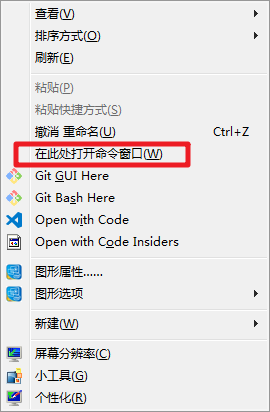 查看(V)
排序方式(O)
刷新(E)
粘贴(P)
粘贴快捷方式(S)
撤消 重命名(U) Ctrl+Z
在此处打开命令窗口(W)
Git GUI Here
Git Bash Here
Open with Code
Open with Code Insiders
图形属性......
图形选项
新建(W)
屏幕分辨率(C)
小工具(G)
个性化(R)